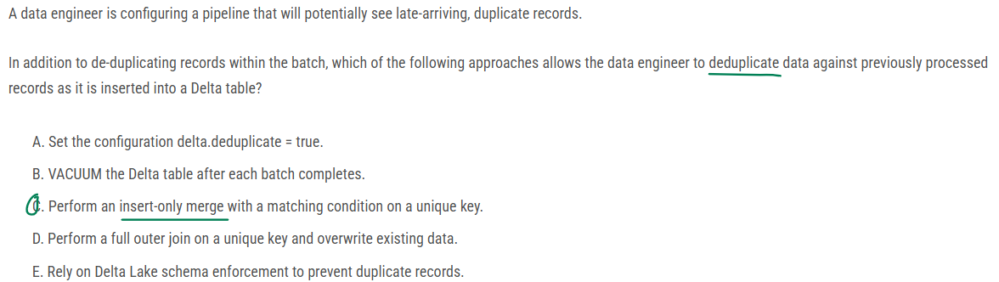 A data engineer is configuring a pipeline that will potentially see late-arriving, duplicate records.
In addition to de-duplicating records within the batch, which of the following approaches allows the data engineer to deduplicate data against previously processed
records as it is inserted into a Delta table?
A. Set the configuration delta.deduplicate = true.
B. VACUUM the Delta table after each batch completes.
C. Perform an insert-only merge with a matching condition on a unique key.
D. Perform a full outer join on a unique key and overwrite existing data.
E. Rely on Delta Lake schema enforcement to prevent duplicate records.